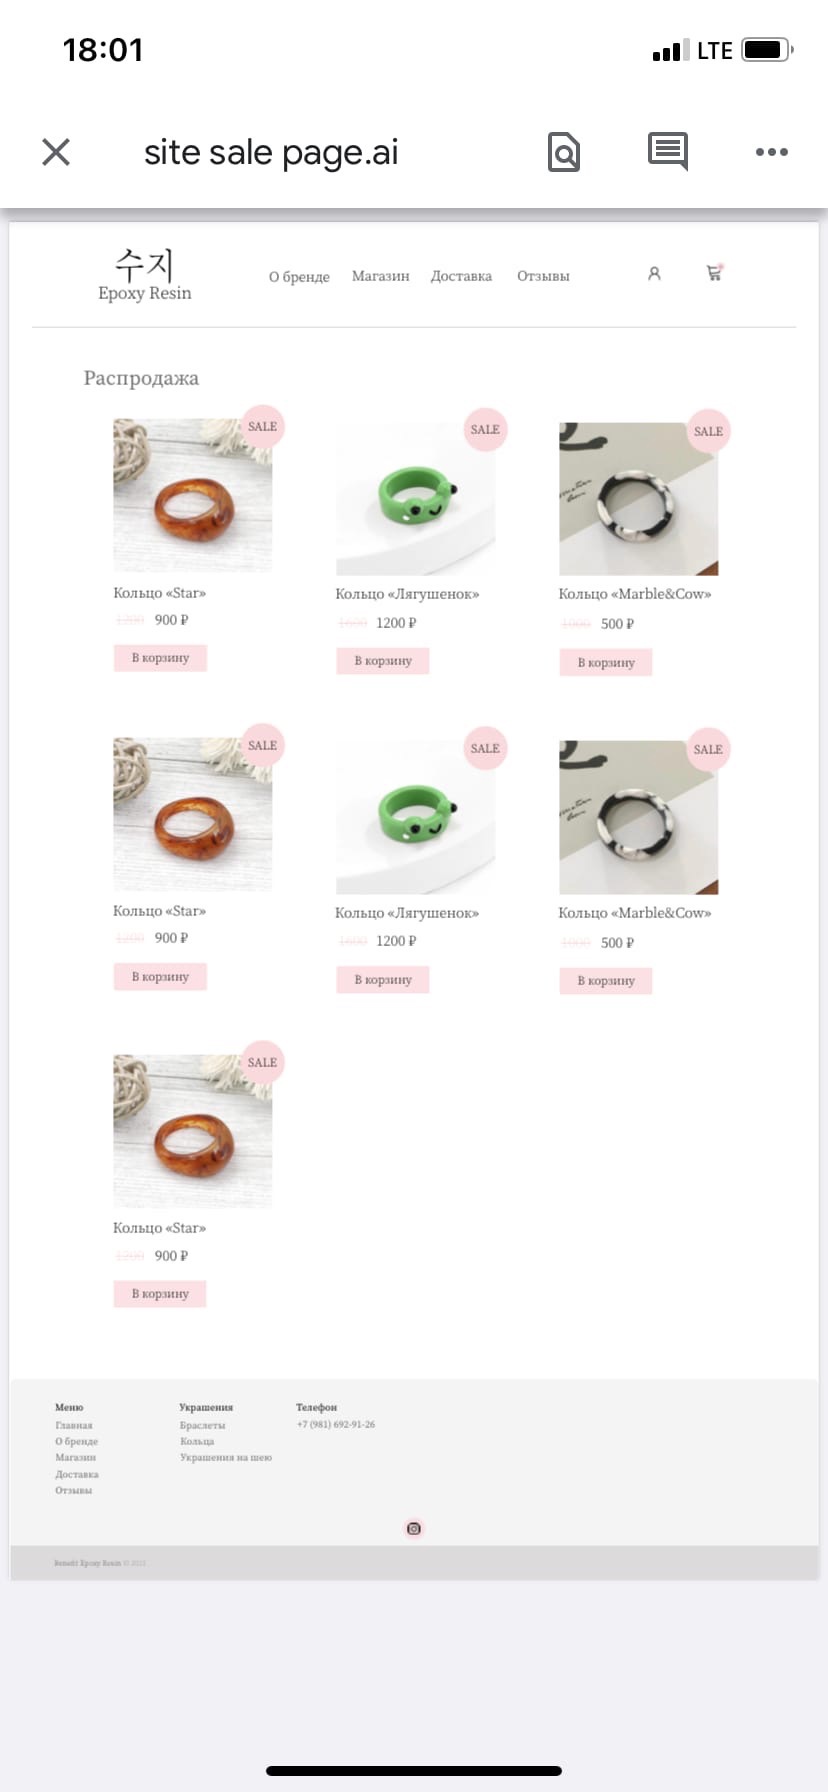 18:01
LTE
site sale page.ai
수지
Epoxy Resin
О бренде Магазин Доставка Отзывы
Распродажа
SALE SALE SALE
Кольцо «Star» Кольцо «Лягушенок» Кольцо «Marble&Cow»
1200 900 ₽ 1600 1200 ₽ 1000 500 ₽
В корзину В корзину В корзину
SALE SALE SALE
Кольцо «Star» Кольцо «Лягушенок» Кольцо «Marble&Cow»
1200 900 ₽ 1600 1200 ₽ 1000 500 ₽
В корзину В корзину В корзину
SALE
Кольцо «Star»
1200 900 ₽
В корзину
Меню Украшения Телефон
Главная Браслеты +7 (981) 692-91-26
О бренде Кольца
Магазин Украшения на шею
Доставка
Отзывы
Epoxy Resin ©